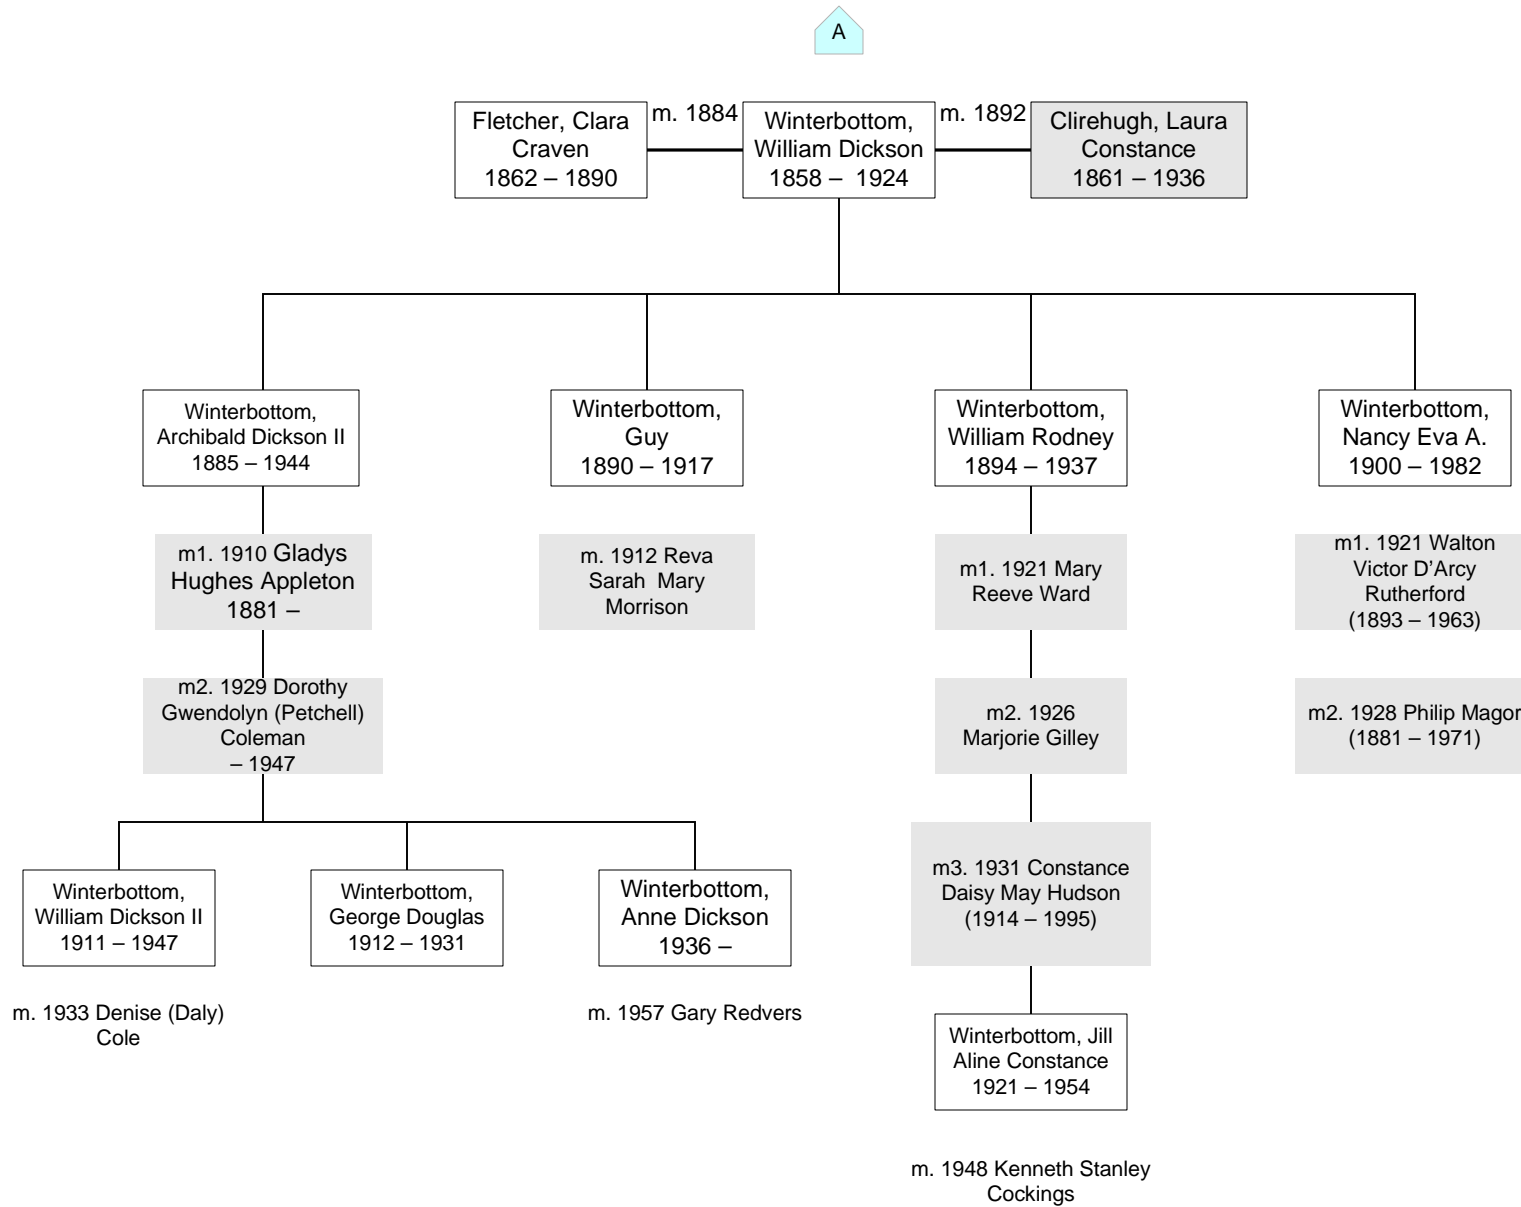 A
Fletcher, Clara
Craven
1862 – 1890
m. 1884
Winterbottom,
William Dickson
1858 – 1924
m. 1892
Clirehugh, Laura
Constance
1861 – 1936
Winterbottom,
Archibald Dickson II
1885 – 1944
Winterbottom,
Guy
1890 – 1917
Winterbottom,
William Rodney
1894 – 1937
Winterbottom,
Nancy Eva A.
1900 – 1982
m1. 1910 Gladys
Hughes Appleton
1881 –
m. 1912 Reva
Sarah Mary
Morrison
m1. 1921 Mary
Reeve Ward
m1. 1921 Walton
Victor D’Arcy
Rutherford
(1893 – 1963)
m2. 1929 Dorothy
Gwendolyn (Petchell)
Coleman
– 1947
m2. 1926
Marjorie Gilley
m2. 1928 Philip Magor
(1881 – 1971)
Winterbottom,
William Dickson II
1911 – 1947
Winterbottom,
George Douglas
1912 – 1931
Winterbottom,
Anne Dickson
1936 –
m3. 1931 Constance
Daisy May Hudson
(1914 – 1995)
m. 1933 Denise (Daly)
Cole
m. 1957 Gary Redvers
Winterbottom, Jill
Aline Constance
1921 – 1954
m. 1948 Kenneth Stanley
Cockings